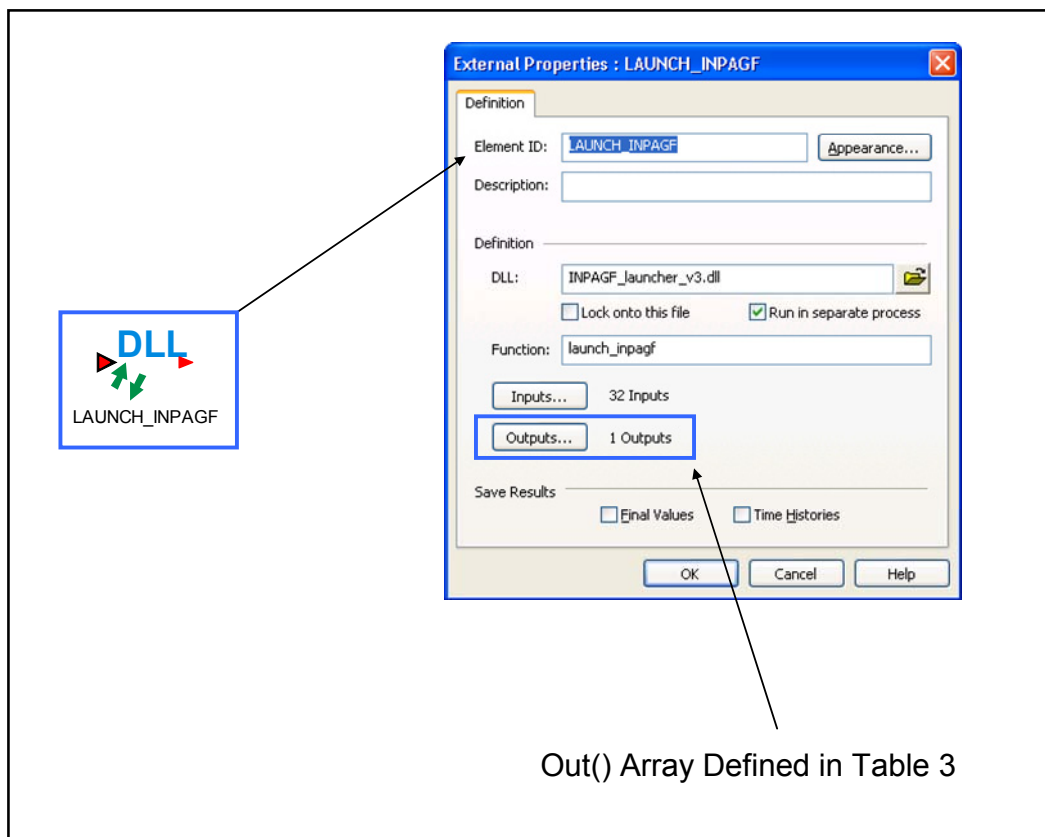 External Properties : LAUNCH_INPAGF
Definition
Element ID: LAUNCH_INPAGF Appearance...
Description:
Definition
DLL: INPAGF_launcher_v3.dll
Lock onto this file Run in separate process
Function: launch_inpagf
Inputs... 32 Inputs
Outputs... 1 Outputs
Save Results
Final Values Time Histories
OK Cancel Help
DLL
LAUNCH_INPAGF
Out() Array Defined in Table 3